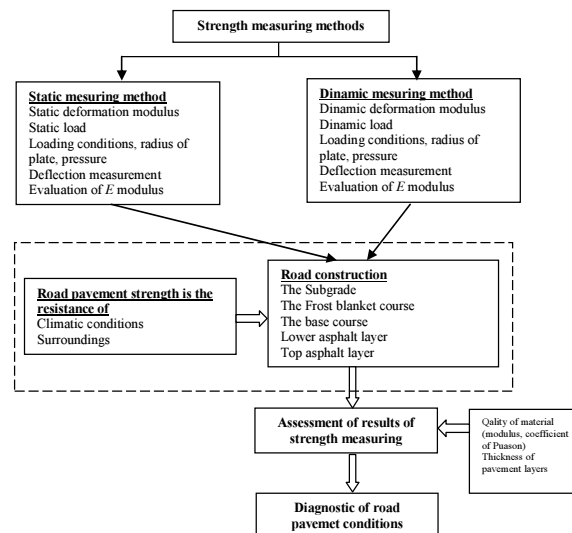 Strength measuring methods
Static mesuring method
Static deformation modulus
Static load
Loading conditions, radius of
plate, pressure
Deflection measurement
Evaluation of E modulus
Dinamic mesuring method
Dinamic deformation modulus
Dinamic load
Loading conditions, radius of
plate, pressure
Deflection measurement
Evaluation of E modulus
Road pavement strength is the
resistance of
Climatic conditions
Surroundings
Road construction
The Subgrade
The Frost blanket course
The base course
Lower asphalt layer
Top asphalt layer
Assessment of results of
strength measuring
Qality of material
(modulus, coefficient
of Puason)
Thickness of
pavement layers
Diagnostic of road
pavemet conditions